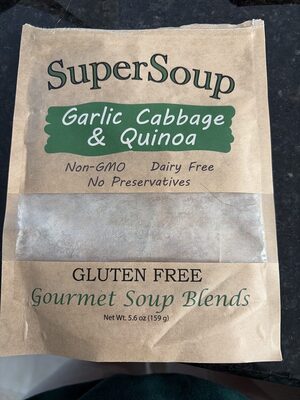 SuperSoup
Garlic Cabbage
& Quinoa
Non-GMO Dairy Free
No Preservatives
GLUTEN FREE
Gourmet Soup Blends
Net Wt. 5.6 oz (159 g)